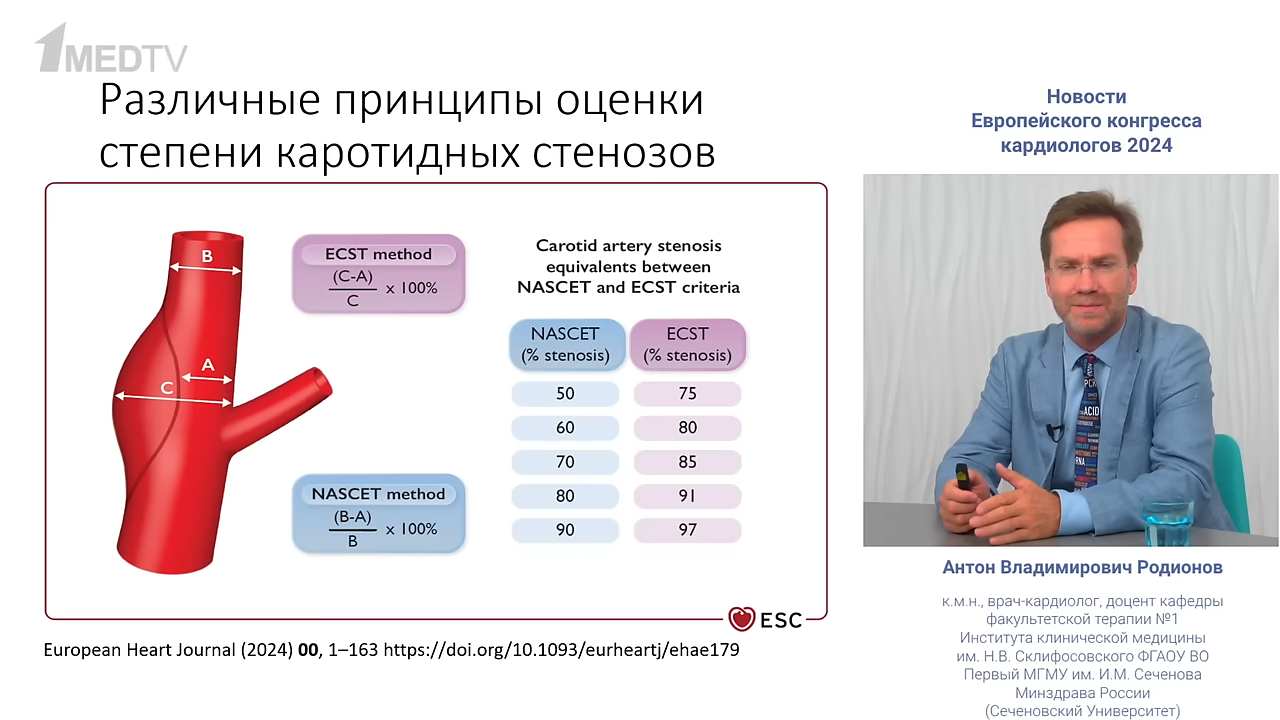 1MEDTV
Различные принципы оценки
степени каротидных стенозов
B
A
C
ECST method
(C-A)
C
x 100%
NASCET method
(B-A)
B
x 100%
Carotid artery stenosis
equivalents between
NASCET and ECST criteria
NASCET
(% stenosis)
ECST
(% stenosis)
50 75
60 80
70 85
80 91
90 97
ESC
European Heart Journal (2024) 00, 1–163 https://doi.org/10.1093/eurheartj/ehae179
Новости
Европейского конгресса
кардиологов 2024
PCR
ACID
RNA
Антон Владимирович Родионов
к.м.н., врач-кардиолог, доцент кафедры
факультетской терапии №1
Института клинической медицины
им. Н.В. Склифосовского ФГАОУ ВО
Первый МГМУ им. И.М. Сеченова
Минздрава России
(Сеченовский Университет)